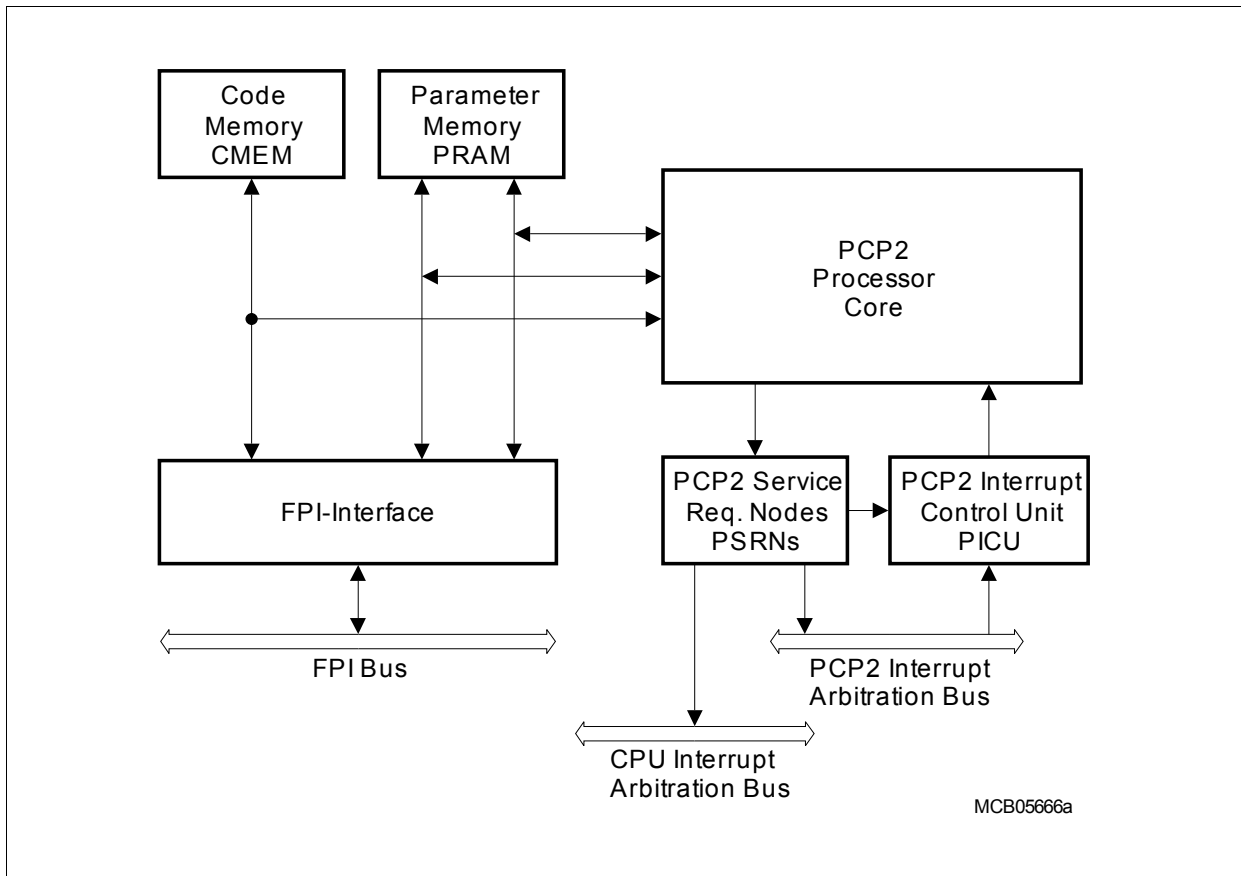 Code
Memory
CMEM
Parameter
Memory
PRAM
PCP2
Processor
Core
FPI-Interface
PCP2 Service
Req. Nodes
PSRNs
PCP2 Interrupt
Control Unit
PICU
FPI Bus
PCP2 Interrupt
Arbitration Bus
CPU Interrupt
Arbitration Bus
MCB05666a